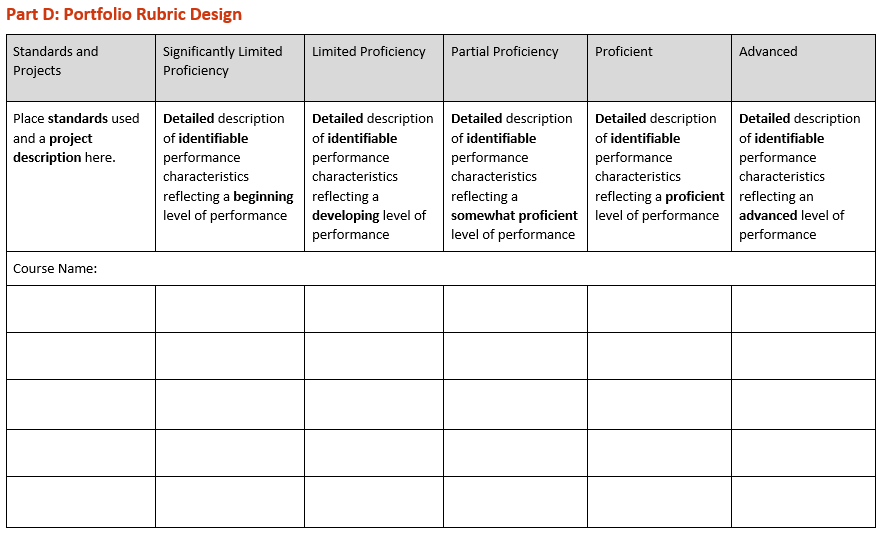 Part D: Portfolio Rubric Design
Standards and
Projects
Significantly Limited
Proficiency
Limited Proficiency
Partial Proficiency
Proficient
Advanced
Place standards used
and a project
description here.
Detailed description
of identifiable
performance
characteristics
reflecting a beginning
level of performance
Detailed description
of identifiable
performance
characteristics
reflecting a
developing level of
performance
Detailed description
of identifiable
performance
characteristics
reflecting a
somewhat proficient
level of performance
Detailed description
of identifiable
performance
characteristics
reflecting a proficient
level of performance
Detailed description
of identifiable
performance
characteristics
reflecting an
advanced level of
performance
Course Name: